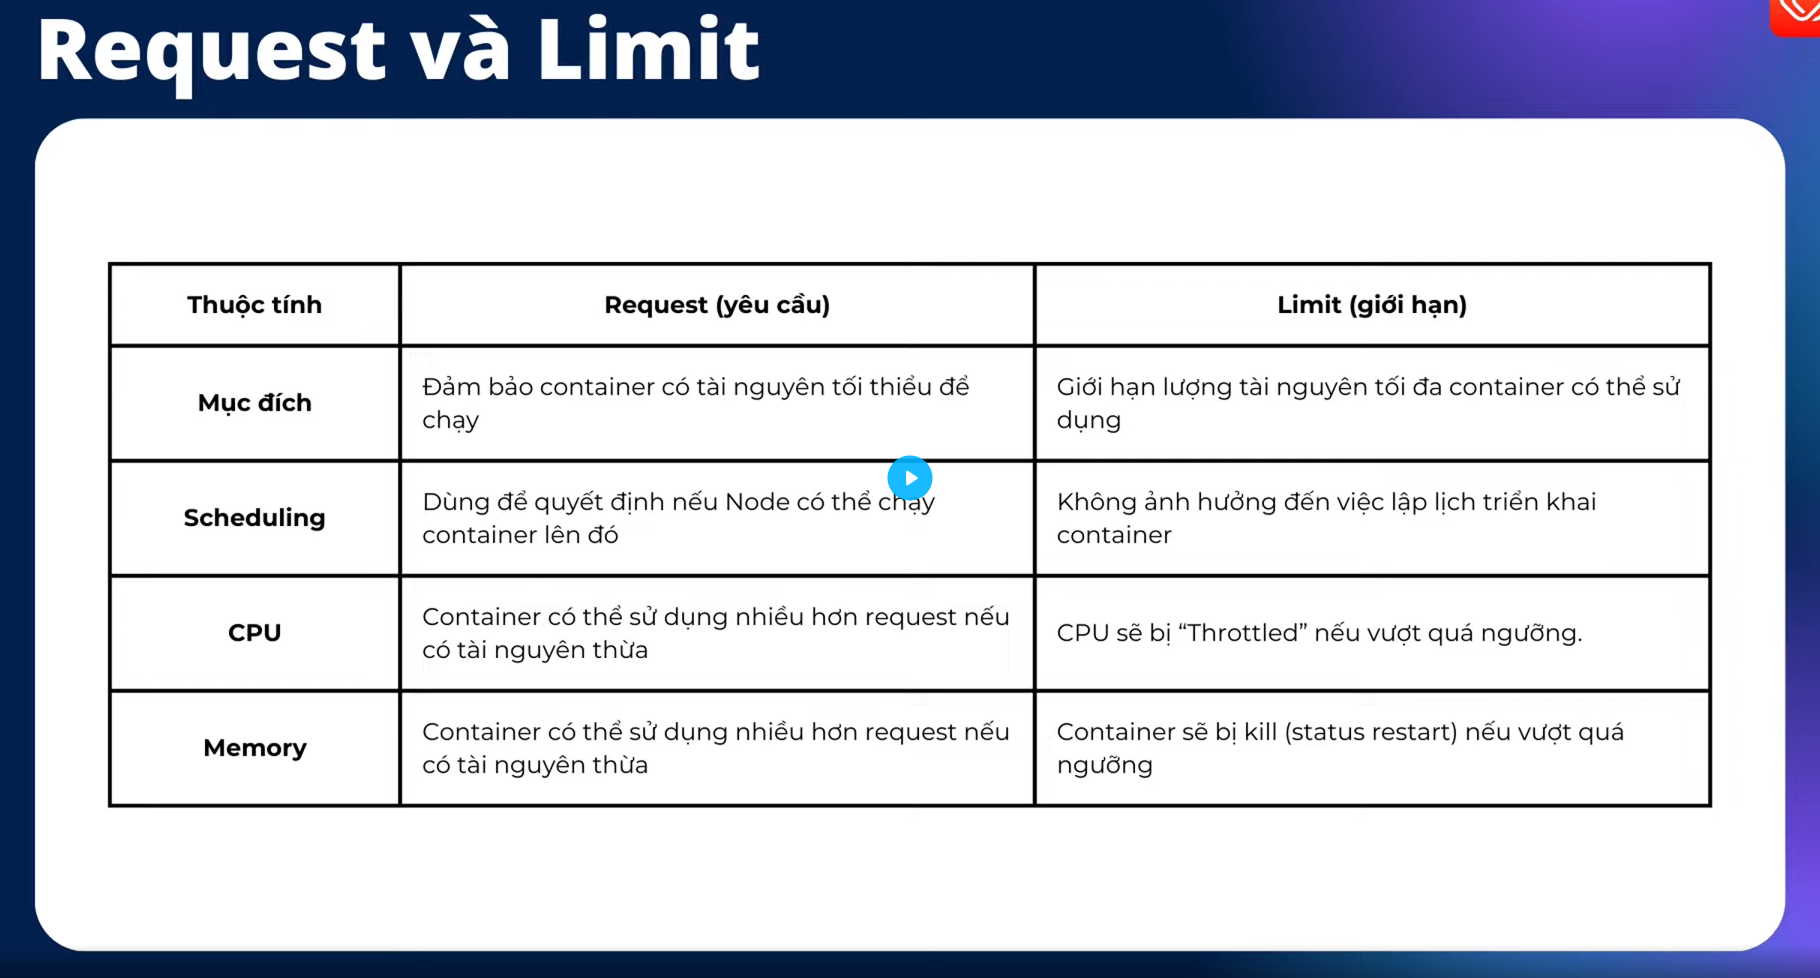 Request và Limit
Thuộc tính
Request (yêu cầu)
Limit (giới hạn)
Mục đích
Đảm bảo container có tài nguyên tối thiểu để
chạy
Giới hạn lượng tài nguyên tối đa container có thể sử
dụng
Scheduling
Dùng để quyết định nếu Node có thể chạy
container lên đó
Không ảnh hưởng đến việc lập lịch triển khai
container
CPU
Container có thể sử dụng nhiều hơn request nếu
có tài nguyên thừa
CPU sẽ bị “Throttled” nếu vượt quá ngưỡng.
Memory
Container có thể sử dụng nhiều hơn request nếu
có tài nguyên thừa
Container sẽ bị kill (status restart) nếu vượt quá
ngưỡng